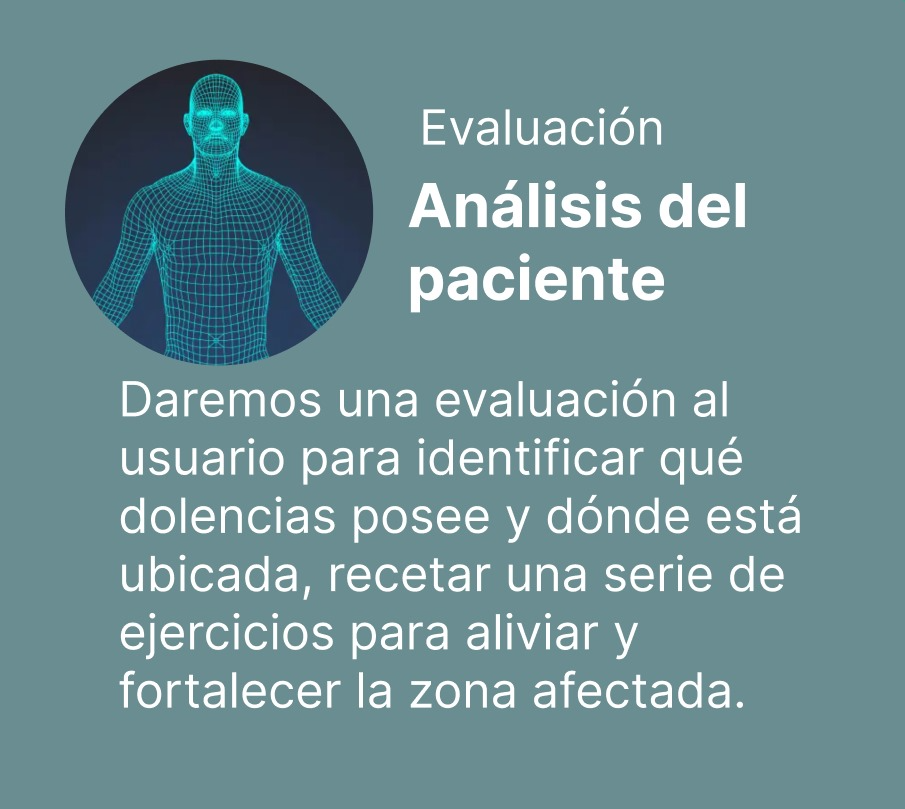 Evaluación
Análisis del
paciente
Daremos una evaluación al
usuario para identificar qué
dolencias posee y dónde está
ubicada, recetar una serie de
ejercicios para aliviar y
fortalecer la zona afectada.